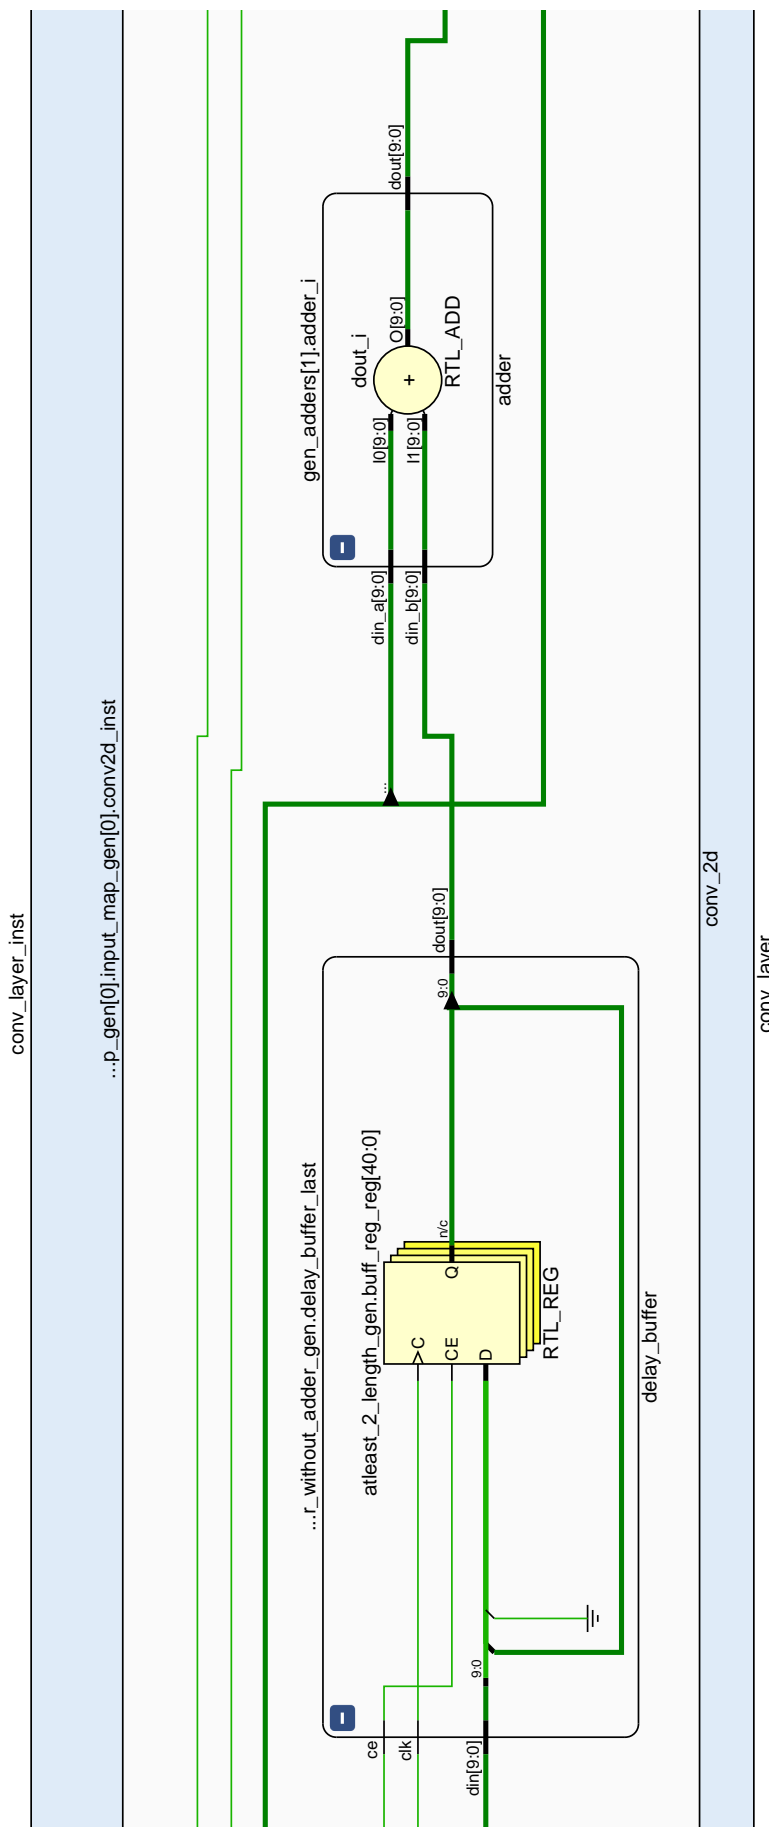 dout[9:0]
gen_adders[1].adder_i
dout_i
O[9:0]
RTL_ADD
+
I0[9:0]
I1[9:0]
adder
din_a[9:0]
din_b[9:0]
...
...p_gen[0].input_map_gen[0].conv2d_inst
conv_layer_inst
conv_2d
conv_layer
dout[9:0]
9:0
...r_without_adder_gen.delay_buffer_last
atleast_2_length_gen.buff_reg_reg[40:0]
n/c
Q
C
CE
D
RTL_REG
delay_buffer
9:0
ce
clk
din[9:0]